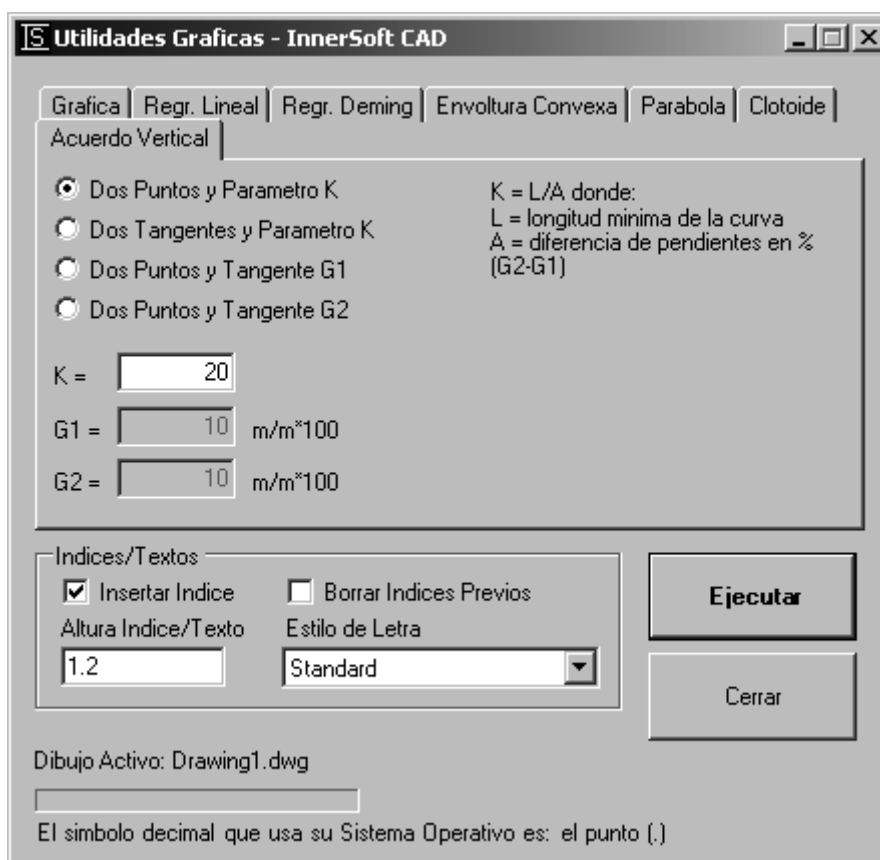 IS Utilidades Graficas - InnerSoft CAD
Grafica Regr. Lineal Regr. Deming Envoltura Convexa Parabola Clotoide
Acuerdo Vertical
Dos Puntos y Parametro K
Dos Tangentes y Parametro K
Dos Puntos y Tangente G1
Dos Puntos y Tangente G2
K = L/A donde:
L = longitud minima de la curva
A = diferencia de pendientes en %
(G2-G1)
K = 20
G1 = 10 m/m*100
G2 = 10 m/m*100
Indices/Textos
Insertar Indice Borrar Indices Previos
Altura Indice/Texto Estilo de Letra
1.2 Standard
Ejecutar
Cerrar
Dibujo Activo: Drawing1.dwg
El simbolo decimal que usa su Sistema Operativo es: el punto (.)